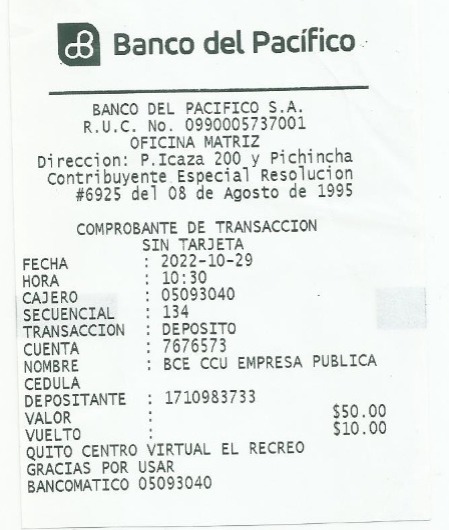 Banco del Pacífico
BANCO DEL PACIFICO S.A.
R.U.C. No. 0990005737001
OFICINA MATRIZ
Direccion: P.Icaza 200 y Pichincha
Contribuyente Especial Resolucion
#6925 del 08 de Agosto de 1995
COMPROBANTE DE TRANSACCION
SIN TARJETA
FECHA : 2022-10-29
HORA : 10:30
CAJERO : 05093040
SECUENCIAL : 134
TRANSACCION : DEPOSITO
CUENTA : 7676573
NOMBRE : BCE CCU EMPRESA PUBLICA
CEDULA
DEPOSITANTE : 1710983733
VALOR : $50.00
VUELTO : $10.00
QUITO CENTRO VIRTUAL EL RECREO
GRACIAS POR USAR
BANCOMATICO 05093040